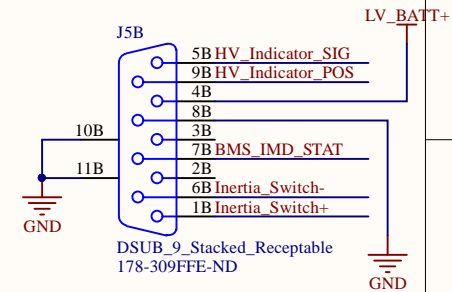 LV_BATT+
J5B
5B HV_Indicator_SIG
9B HV_Indicator_POS
4B
8B
10B
3B
7B BMS_IMD_STAT
11B
2B
6B Inertia_Switch-
1B Inertia_Switch+
GND
DSUB_9_Stacked_Receptable
178-309FFE-ND
GND